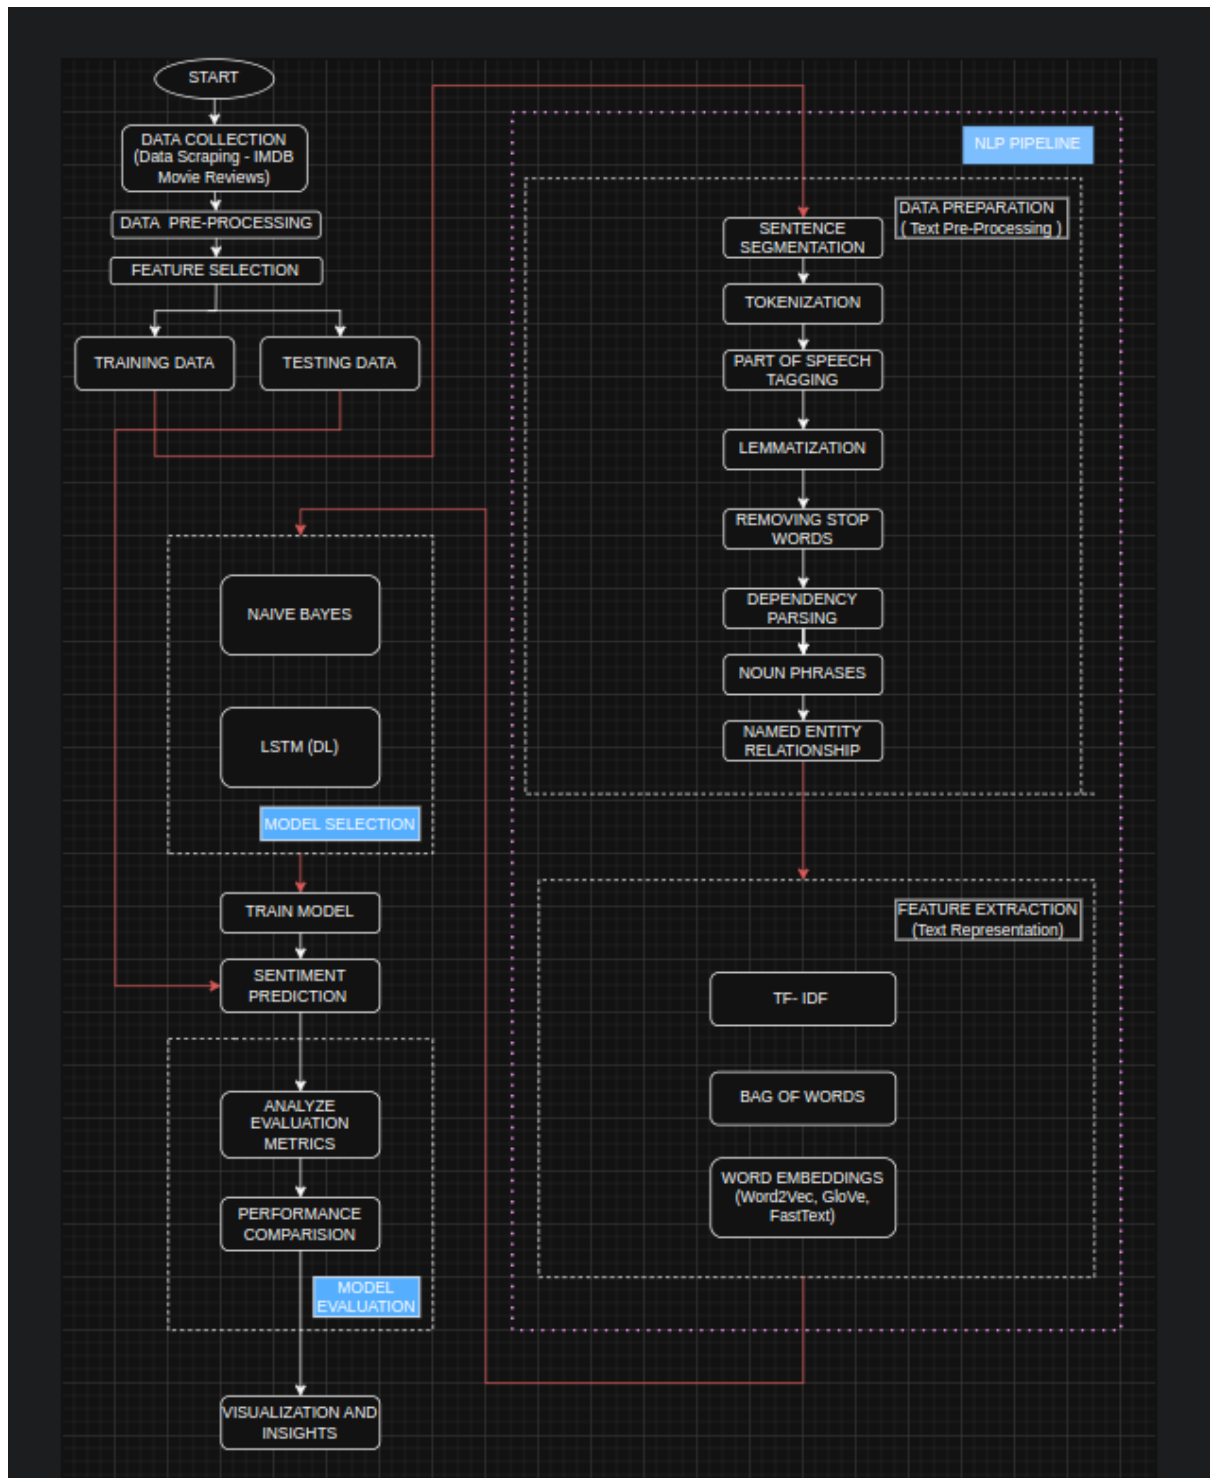 START
DATA COLLECTION
(Data Scraping - IMDB
Movie Reviews)
DATA PRE-PROCESSING
FEATURE SELECTION
TRAINING DATA
TESTING DATA
NAIVE BAYES
LSTM (DL)
MODEL SELECTION
TRAIN MODEL
SENTIMENT
PREDICTION
ANALYZE
EVALUATION
METRICS
PERFORMANCE
COMPARISION
MODEL
EVALUATION
VISUALIZATION AND
INSIGHTS
NLP PIPELINE
DATA PREPARATION
( Text Pre-Processing )
SENTENCE
SEGMENTATION
TOKENIZATION
PART OF SPEECH
TAGGING
LEMMATIZATION
REMOVING STOP
WORDS
DEPENDENCY
PARSING
NOUN PHRASES
NAMED ENTITY
RELATIONSHIP
FEATURE EXTRACTION
(Text Representation)
TF- IDF
BAG OF WORDS
WORD EMBEDDINGS
(Word2Vec, GloVe,
FastText)